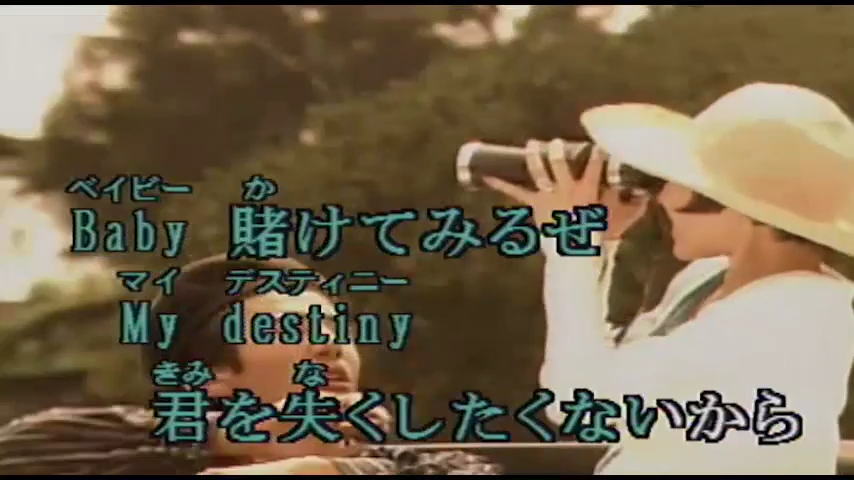 ベイビー か
Baby 賭けてみるぜ
マイ デスティニー
My destiny
きみ な
君を失くしたくないから